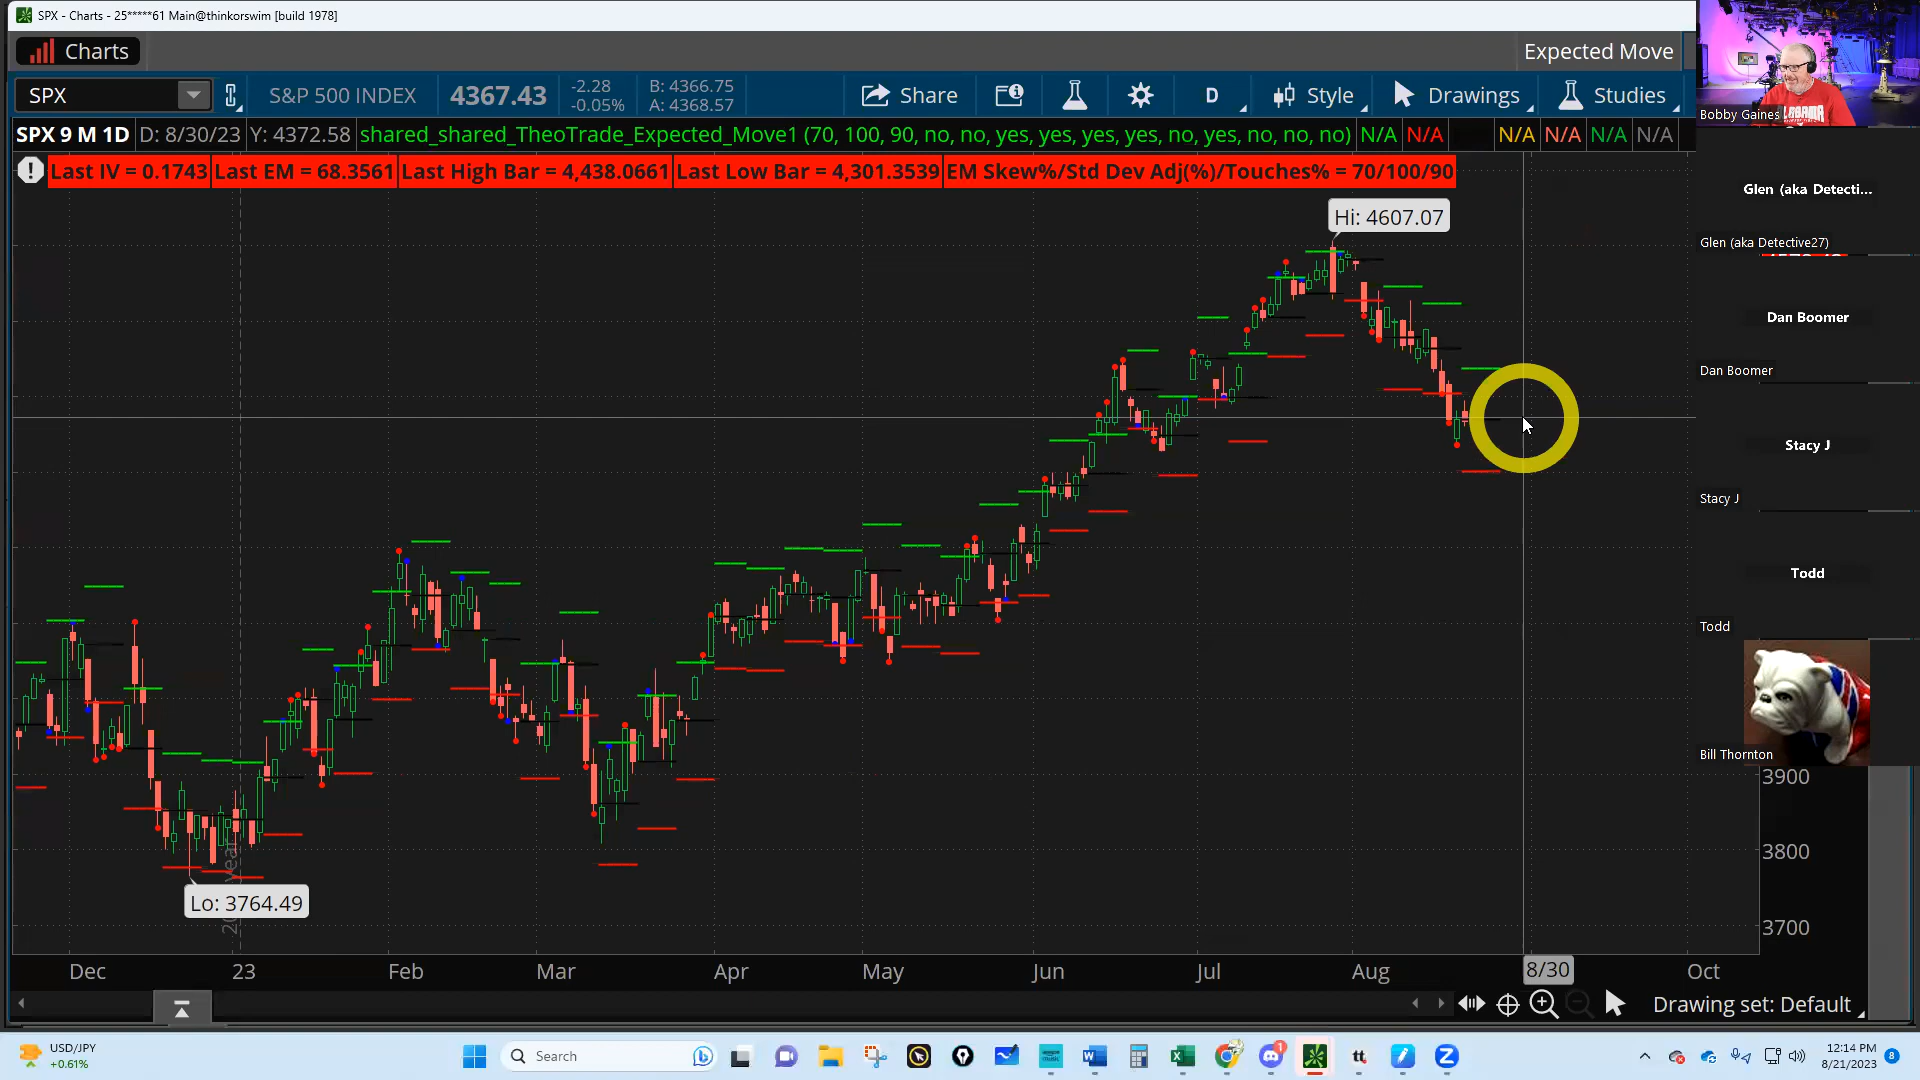 SPX - Charts - 25*****61 Main@thinkorswim [build 1978]
Charts
Expected Move
SPX
S&P 500 INDEX
4367.43
-2.28
-0.05%
B: 4366.75
A: 4368.57
Share
D
Style
Drawings
Studies
Bobby Gaines
SPX 9 M 1D
D: 8/30/23
Y: 4372.58
shared_shared_TheoTrade_Expected_Move1 (70, 100, 90, no, no, yes, yes, yes, yes, no, yes, no, no, no)
N/A
N/A
N/A
N/A
N/A
N/A
Last IV = 0.1743
Last EM = 68.3561
Last High Bar = 4,438.0661
Last Low Bar = 4,301.3539
EM Skew%/Std Dev Adj(%)/Touches% = 70/100/90
Hi: 4607.07
Glen (aka Detecti...
Glen (aka Detective27)
Dan Boomer
Dan Boomer
Stacy J
Stacy J
Todd
Todd
Bill Thornton
3900
3800
3700
Lo: 3764.49
Dec
23
Feb
Mar
Apr
May
Jun
Jul
Aug
8/30
Oct
Drawing set: Default
USD/JPY
+0.61%
Search
tt
1
12:14 PM
8/21/2023
8